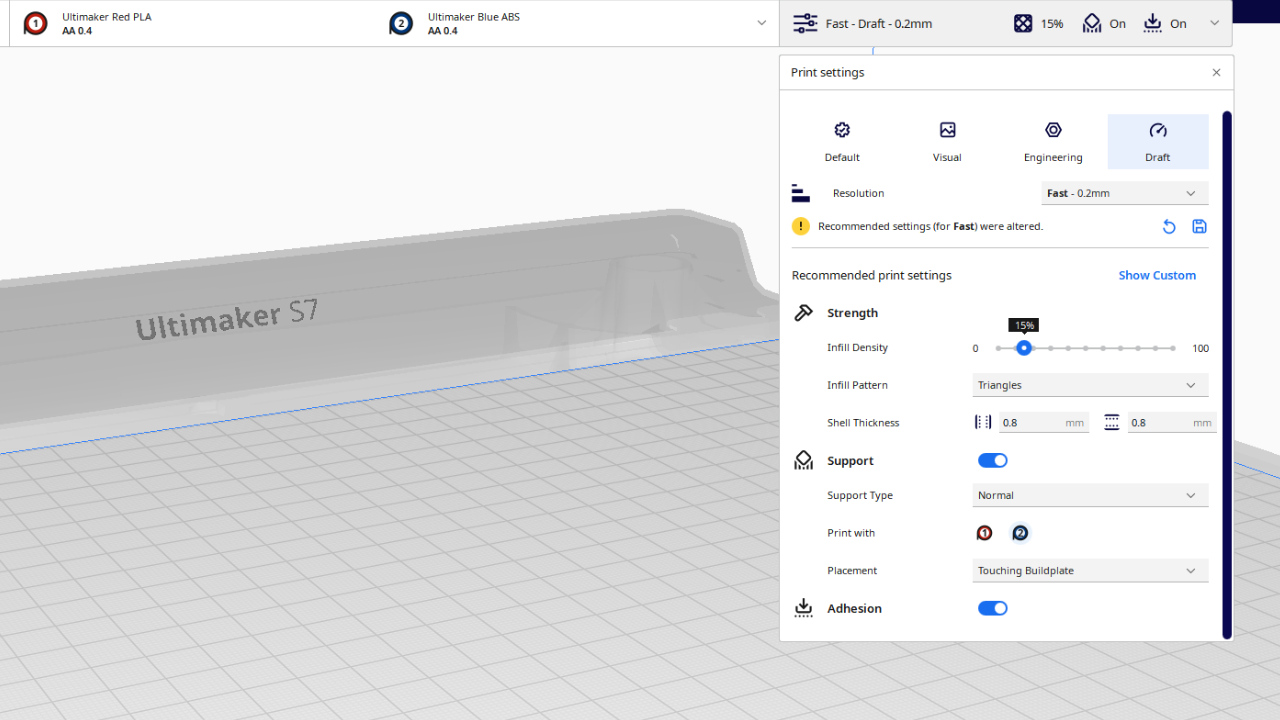 1 Ultimaker Red PLA
AA 0.4
2 Ultimaker Blue ABS
AA 0.4
Fast - Draft - 0.2mm 15% On On
Print settings
Default Visual Engineering Draft
Resolution Fast - 0.2mm
! Recommended settings (for Fast) were altered.
Recommended print settings Show Custom
Strength
15%
Infill Density 0 100
Infill Pattern Triangles
Shell Thickness 0.8 mm 0.8 mm
Support
Support Type Normal
Print with 1 2
Placement Touching Buildplate
Adhesion
Ultimaker S7